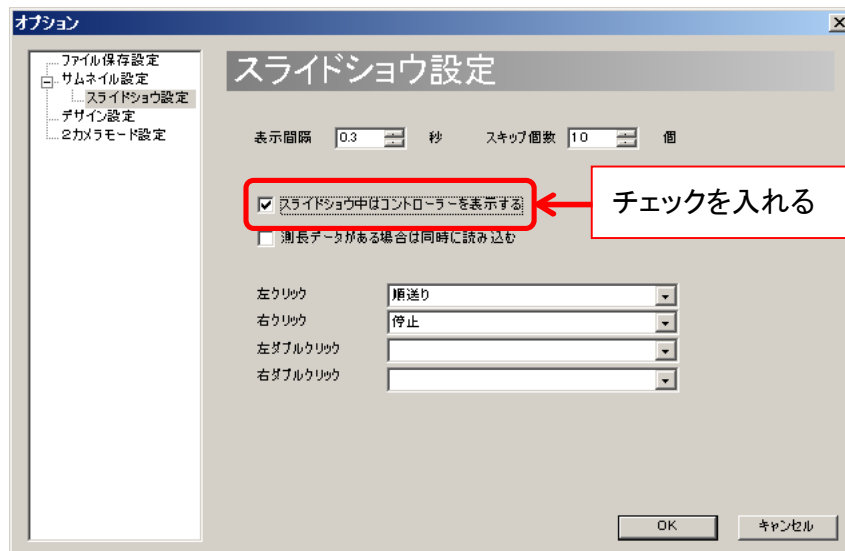 オプション
ファイル保存設定
サムネイル設定
スライドショウ設定
デザイン設定
2カメラモード設定
スライドショウ設定
表示間隔 0.3 秒 スキップ個数 10 個
スライドショウ中はコントローラーを表示する
チェックを入れる
測長データがある場合は同時に読み込む
左クリック 順送り
右クリック 停止
左ダブルクリック
右ダブルクリック
OK キャンセル